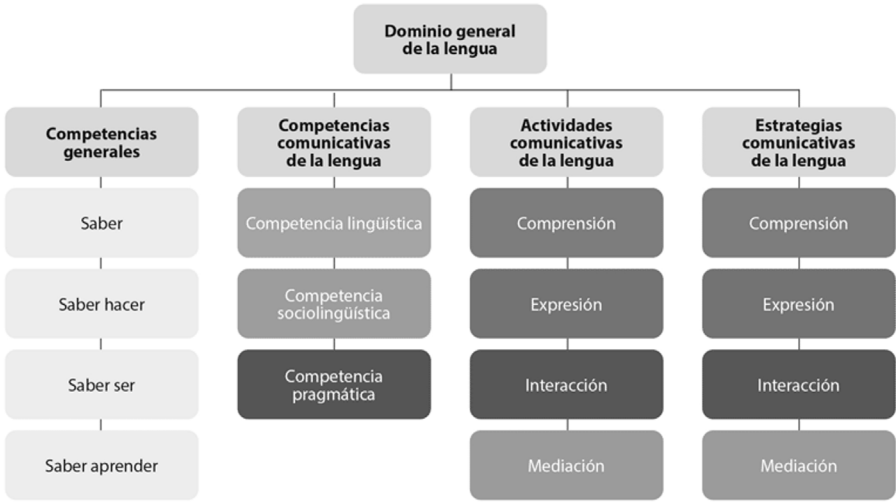 Dominio general
de la lengua
Competencias
generales
Saber
Saber hacer
Saber ser
Saber aprender
Competencias
comunicativas
de la lengua
Competencia lingüística
Competencia
sociolingüística
Competencia
pragmática
Actividades
comunicativas
de la lengua
Comprensión
Expresión
Interacción
Mediación
Estrategias
comunicativas
de la lengua
Comprensión
Expresión
Interacción
Mediación